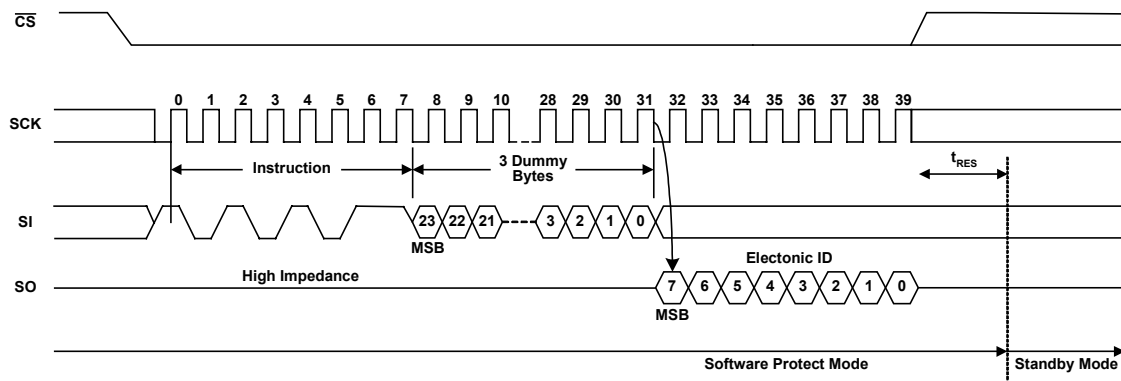 CS
0 1 2 3 4 5 6 7 8 9 10 28 29 30 31 32 33 34 35 36 37 38 39
SCK
Instruction
3 Dummy
Bytes
tRES
SI
23 22 21 3 2 1 0
MSB
High Impedance
Electonic ID
SO
7 6 5 4 3 2 1 0
MSB
Software Protect Mode
Standby Mode